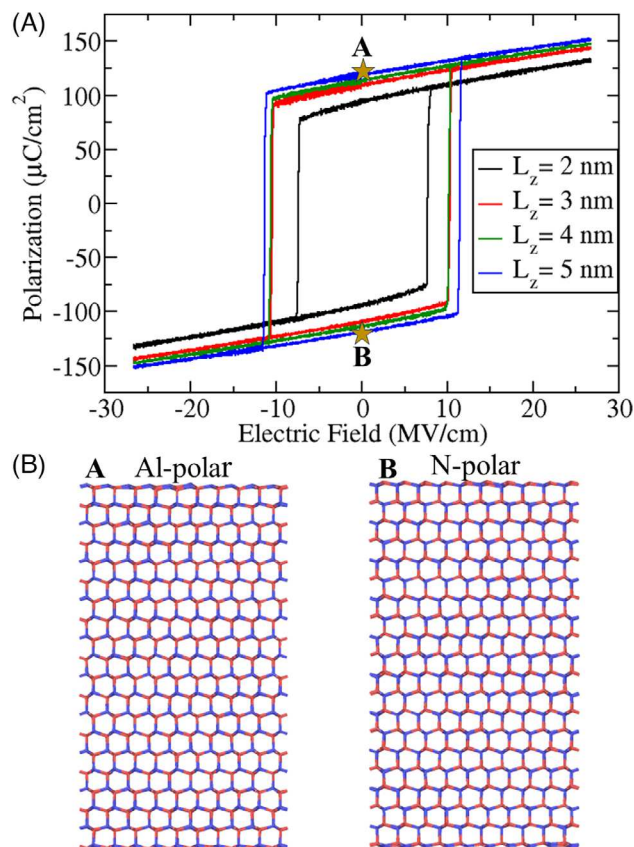 (A)
150
100
50
0
-50
-100
-150
Polarization (μC/cm²)
A
B
L_z= 2 nm
L_z= 3 nm
L_z= 4 nm
L_z= 5 nm
-30 -20 -10 0 10 20 30
Electric Field (MV/cm)
(B)
A Al-polar
B N-polar